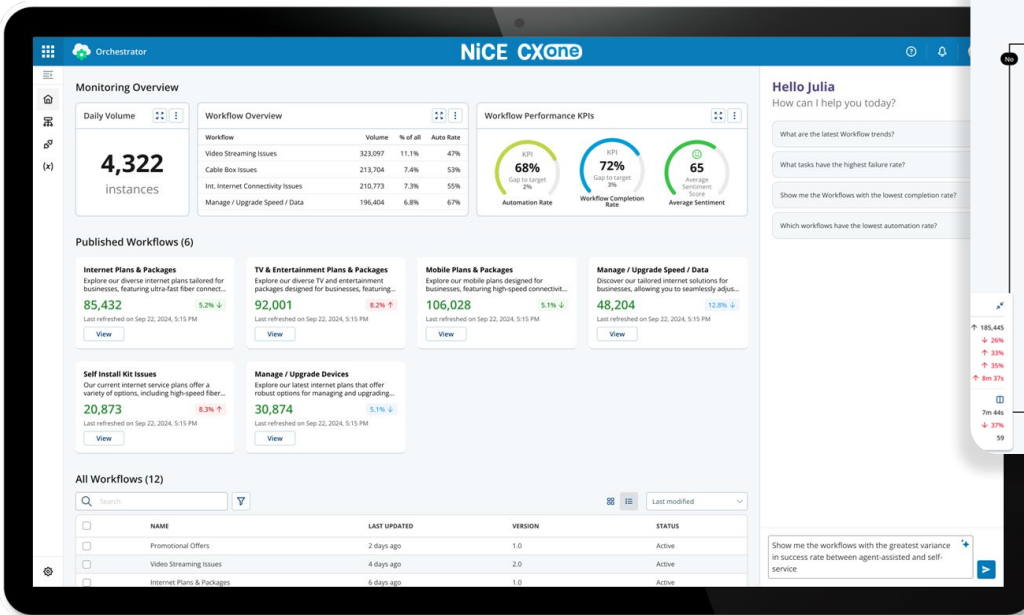 Orchestrator
NiCE CXone
No
Monitoring Overview
Daily Volume
4,322
instances
Workflow Overview
Workflow Volume % of all Auto Rate
Video Streaming Issues 323,097 11.1% 47%
Cable Box Issues 213,704 7.4% 53%
Int. Internet Connectivity Issues 210,773 7.3% 55%
Manage / Upgrade Speed / Data 196,404 6.8% 67%
Workflow Performance KPIs
KPI
68%
Gap to target
2%
Automation Rate
KPI
72%
Gap to target
3%
Workflow Completion
Rate
65
Average
Sentiment
Score
Average Sentiment
Hello Julia
How can I help you today?
What are the latest Workflow trends?
What tasks have the highest failure rate?
Show me the Workflows with the lowest completion rate?
Which workflows have the lowest automation rate?
Published Workflows (6)
Internet Plans & Packages
Explore our diverse internet plans tailored for
businesses, featuring ultra-fast fiber connect...
85,432 5.2% ↓
Last refreshed on Sep 22, 2024, 5:15 PM
View
TV & Entertainment Plans & Packages
Explore our diverse TV and entertainment
packages designed for businesses, featuring...
92,001 8.2% ↑
Last refreshed on Sep 22, 2024, 5:15 PM
View
Mobile Plans & Packages
Explore our mobile plans designed for
businesses, featuring high-speed connectivit...
106,028 5.1% ↓
Last refreshed on Sep 22, 2024, 5:15 PM
View
Manage / Upgrade Speed / Data
Discover our tailored internet solutions for
businesses, allowing you to seamlessly adjus...
48,204 12.8% ↓
Last refreshed on Sep 22, 2024, 5:15 PM
View
Self Install Kit Issues
Our current internet service plans offer a
variety of options, including high-speed fiber...
20,873 8.3% ↑
Last refreshed on Sep 22, 2024, 5:15 PM
View
Manage / Upgrade Devices
Explore our latest internet plans that offer
robust options for managing and upgrading...
30,874 5.1% ↓
Last refreshed on Sep 22, 2024, 5:15 PM
View
↑ 185,445
↓ 26%
↑ 33%
↑ 35%
↑ 8m 37s
7m 44s
↓ 37%
59
All Workflows (12)
Search
Last modified
NAME LAST UPDATED VERSION STATUS
Promotional Offers 2 days ago 1.0 Active
Video Streaming Issues 4 days ago 2.0 Active
Internet Plans & Packages 6 days ago 1.0 Active
Show me the workflows with the greatest variance
in success rate between agent-assisted and self-
service
(x)